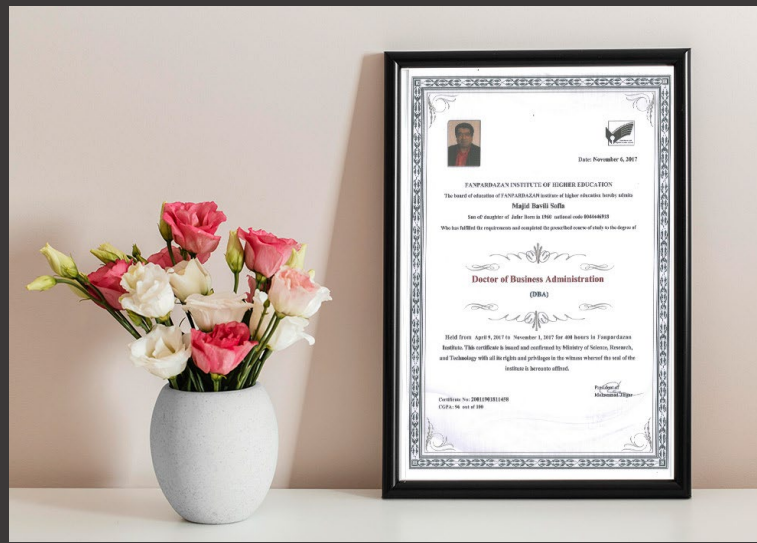 Date: November 6, 2017
FANPARDAZAN INSTITUTE OF HIGHER EDUCATION
The board of education of FANPARDAZAN institute of higher education hereby admits
Majid Bavili Sofla
Son of/ daughter of Jafar Born in 1968 national code
Who has fulfilled the requirements and completed the prescribed course of study to the degree of
Doctor of Business Administration
(DBA)
Held from April 9, 2017 to November 1, 2017 for 400 hours in Fanpardazan
Institute. This certificate is issued and confirmed by Ministry of Science, Research,
and Technology with all its rights and privileges in the witness whereof the seal of the
institute is hereunto affixed.
President of
Certificate No:
CGPA: 96 out of 100